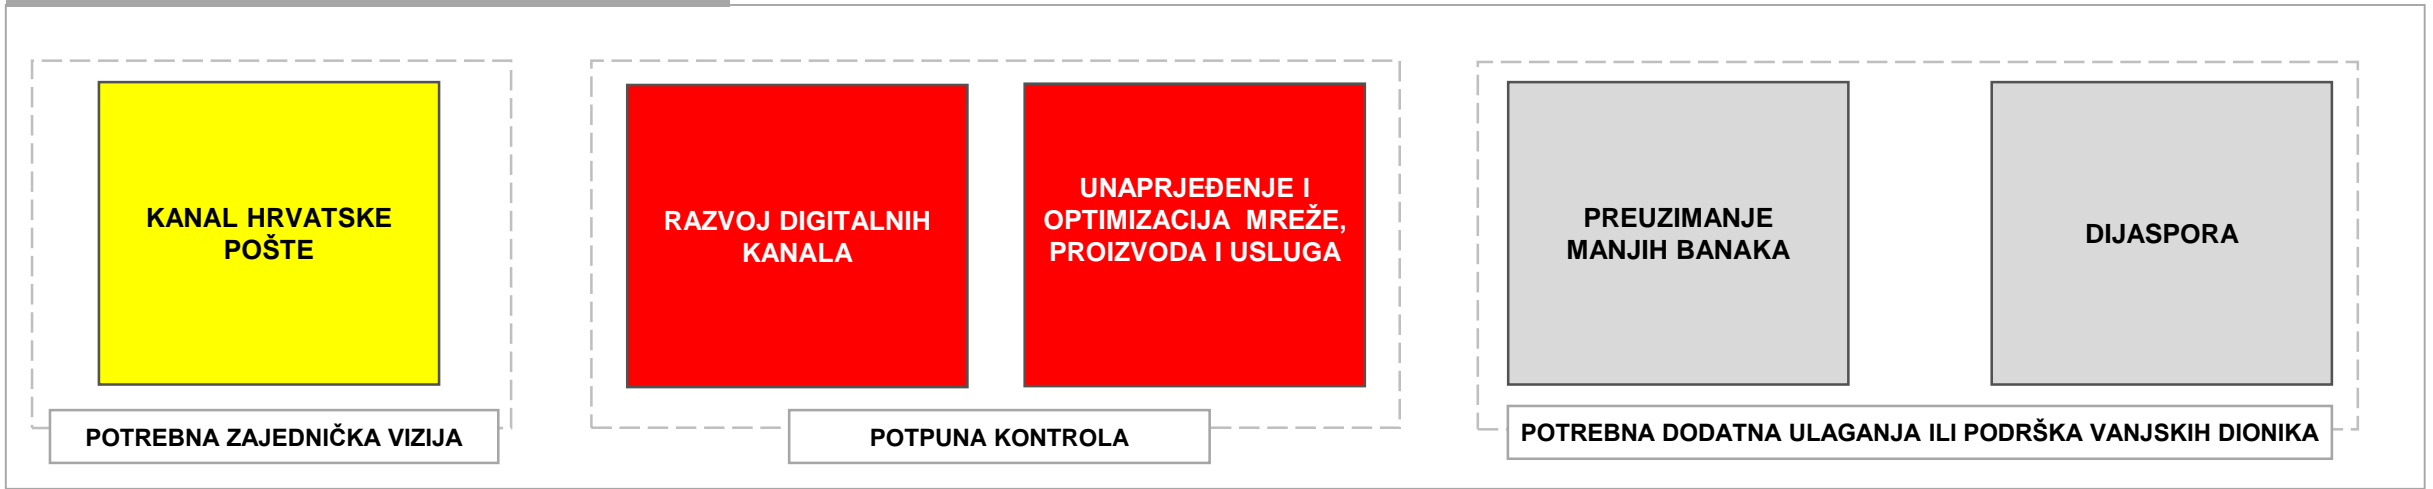 KANAL HRVATSKE
POŠTE
POTREBNA ZAJEDNIČKA VIZIJA
RAZVOJ DIGITALNIH
KANALA
UNAPRJEĐENJE I
OPTIMIZACIJA  MREŽE,
PROIZVODA I USLUGA
POTPUNA KONTROLA
PREUZIMANJE
MANJIH BANAKA
DIJASPORA
POTREBNA DODATNA ULAGANJA ILI PODRŠKA VANJSKIH DIONIKA